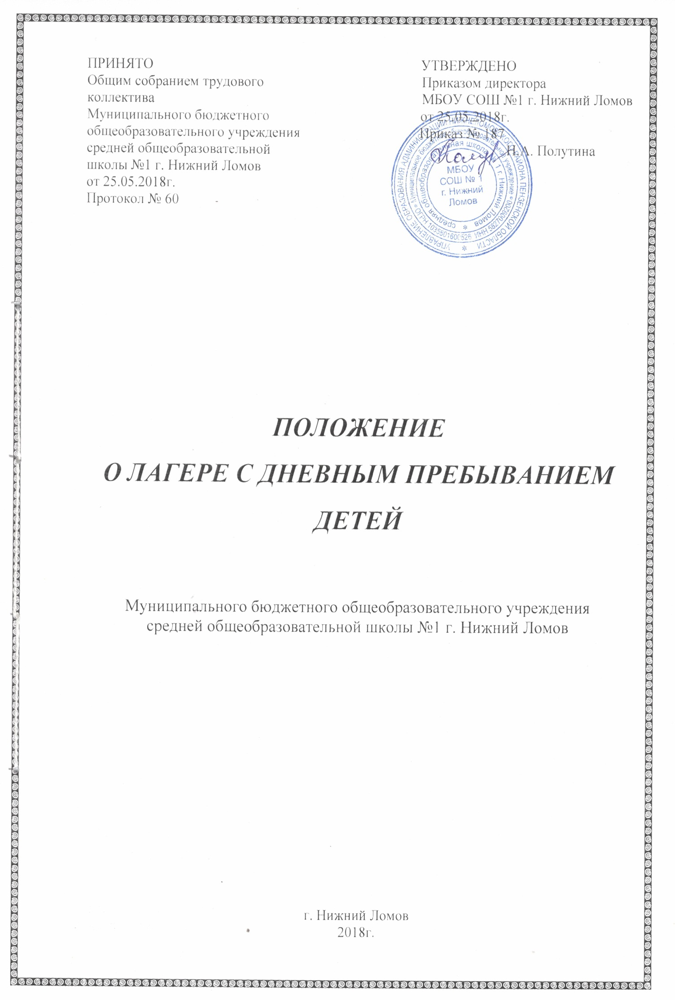 ПРИНЯТО
Общим собранием трудового
коллектива
Муниципального бюджетного
общеобразовательного учреждения
средней общеобразовательной
школы №1 г. Нижний Ломов
от 25.05.2018г.
Протокол № 60
УТВЕРЖДЕНО
Приказом директора
МБОУ СОШ №1 г. Нижний Ломов
от 25.05.2018г.
Приказ № 187
Н.А. Полутина
УПРАВЛЕНИЕ ОБРАЗОВАНИЯ АДМИНИСТРАЦИИ НИЖНЕЛОМОВСКОГО РАЙОНА ПЕНЗЕНСКОЙ ОБЛАСТИ *
* Муниципальное бюджетное общеобразовательное учреждение * ИНН 5827009200 ОГРН 1035801600526
средняя общеобразовательная школа № 1 г. Нижний Ломов *
МБОУ
СОШ № 1
г. Нижний
Ломов
ПОЛОЖЕНИЕ
О ЛАГЕРЕ С ДНЕВНЫМ ПРЕБЫВАНИЕМ
ДЕТЕЙ
Муниципального бюджетного общеобразовательного учреждения
средней общеобразовательной школы №1 г. Нижний Ломов
г. Нижний Ломов
2018г.